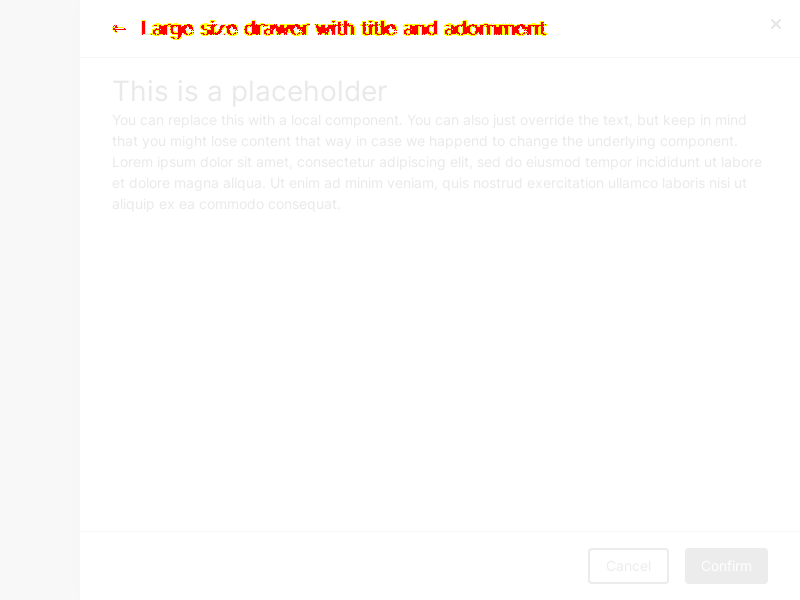 ← Large size drawer with title and adornment
This is a placeholder
You can replace this with a local component. You can also just override the text, but keep in mind
that you might lose content that way in case we happend to change the underlying component.
Lorem ipsum dolor sit amet, consectetur adipiscing elit, sed do eiusmod tempor incididunt ut labore
et dolore magna aliqua. Ut enim ad minim veniam, quis nostrud exercitation ullamco laboris nisi ut
aliquip ex ea commodo consequat.
Cancel Confirm